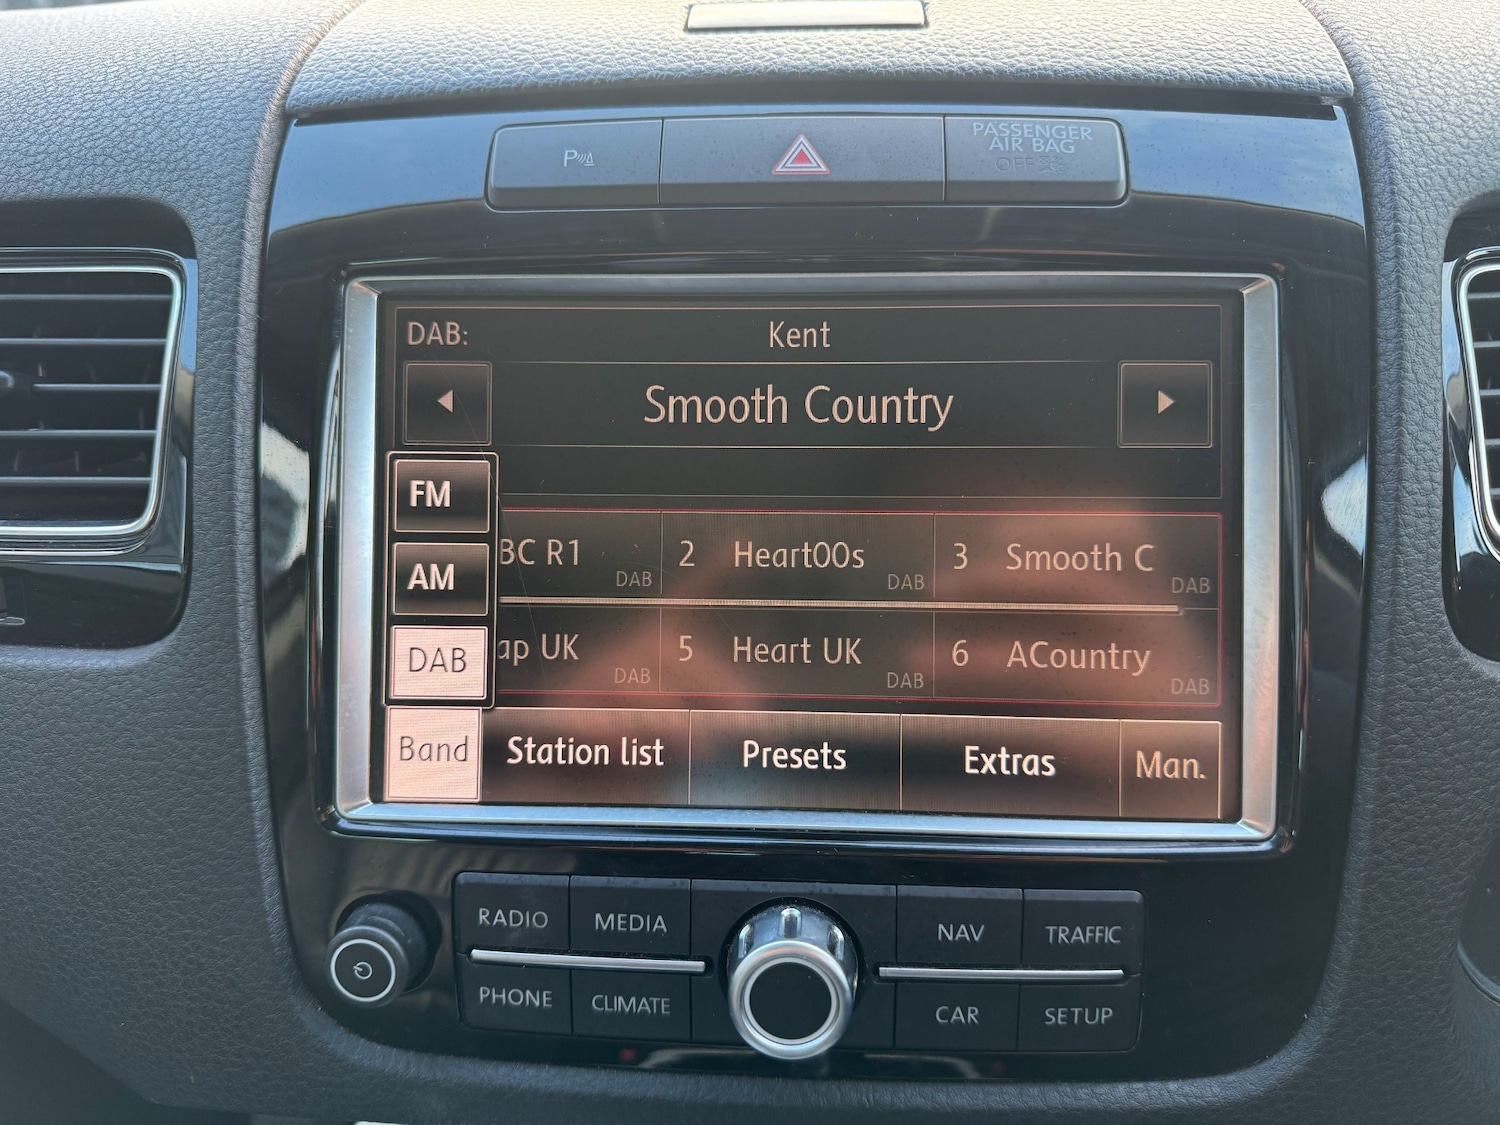 P
PASSENGER
AIR BAG
OFF
DAB: Kent
Smooth Country
FM
AM
DAB
Band
BC R1 DAB
2 Heart00s DAB
3 Smooth C DAB
ap UK DAB
5 Heart UK DAB
6 ACountry DAB
Station list Presets Extras Man.
RADIO MEDIA NAV TRAFFIC
PHONE CLIMATE CAR SETUP